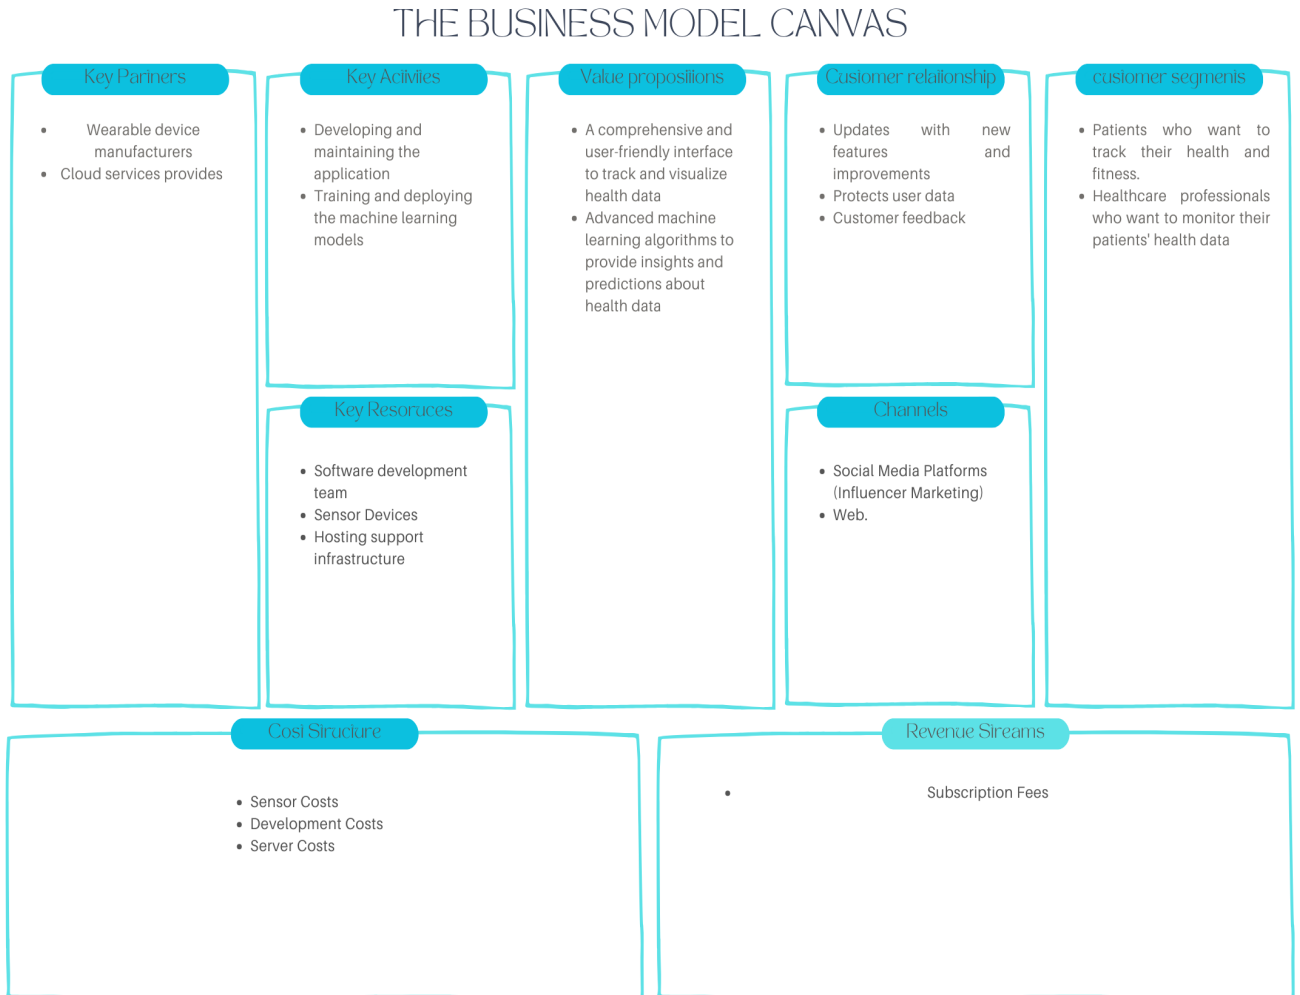 THE BUSINESS MODEL CANVAS
Key Partners
• Wearable device
manufacturers
• Cloud services provides
Key Activities
• Developing and
maintaining the
application
• Training and deploying
the machine learning
models
Key Resoruces
• Software development
team
• Sensor Devices
• Hosting support
infrastructure
Value propositiions
• A comprehensive and
user-friendly interface
to track and visualize
health data
• Advanced machine
learning algorithms to
provide insights and
predictions about
health data
Customer relationship
• Updates with new
features and
improvements
• Protects user data
• Customer feedback
Channels
• Social Media Platforms
(Influencer Marketing)
• Web.
customer segments
• Patients who want to
track their health and
fitness.
• Healthcare professionals
who want to monitor their
patients' health data
Cost Structure
• Sensor Costs
• Development Costs
• Server Costs
Revenue Streams
• Subscription Fees